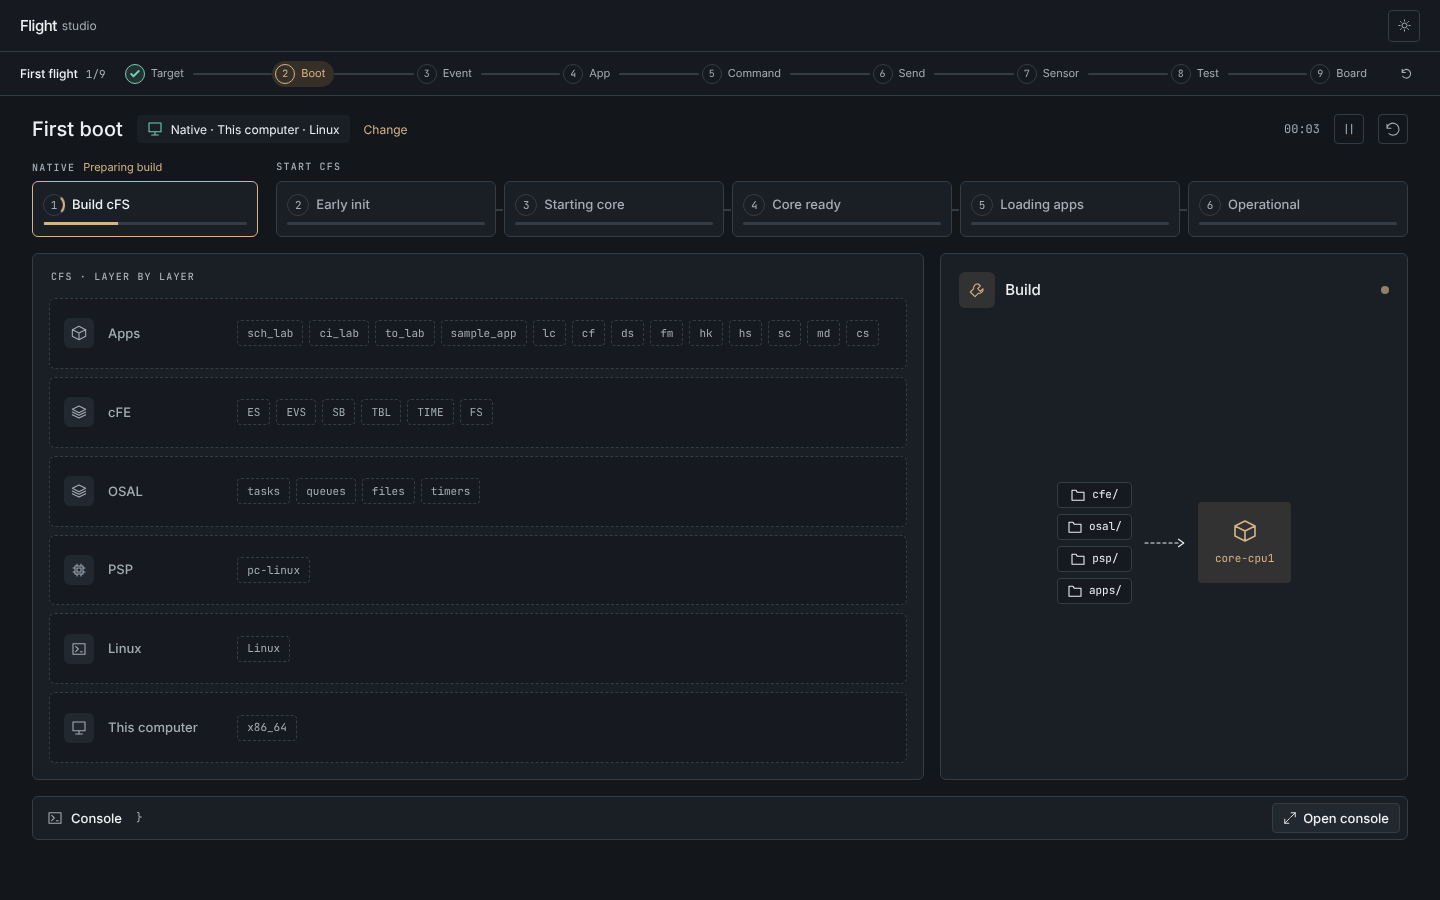 Flight studio
First flight 1/9
Target
2 Boot
3 Event
4 App
5 Command
6 Send
7 Sensor
8 Test
9 Board
First boot
Native · This computer · Linux
Change
00:03
NATIVE Preparing build
START CFS
1 Build cFS
2 Early init
3 Starting core
4 Core ready
5 Loading apps
6 Operational
CFS · LAYER BY LAYER
Apps
sch_lab ci_lab to_lab sample_app lc cf ds fm hk hs sc md cs
cFE
ES EVS SB TBL TIME FS
OSAL
tasks queues files timers
PSP
pc-linux
Linux
Linux
This computer
x86_64
Build
cfe/
osal/
psp/
apps/
core-cpu1
Console }
Open console